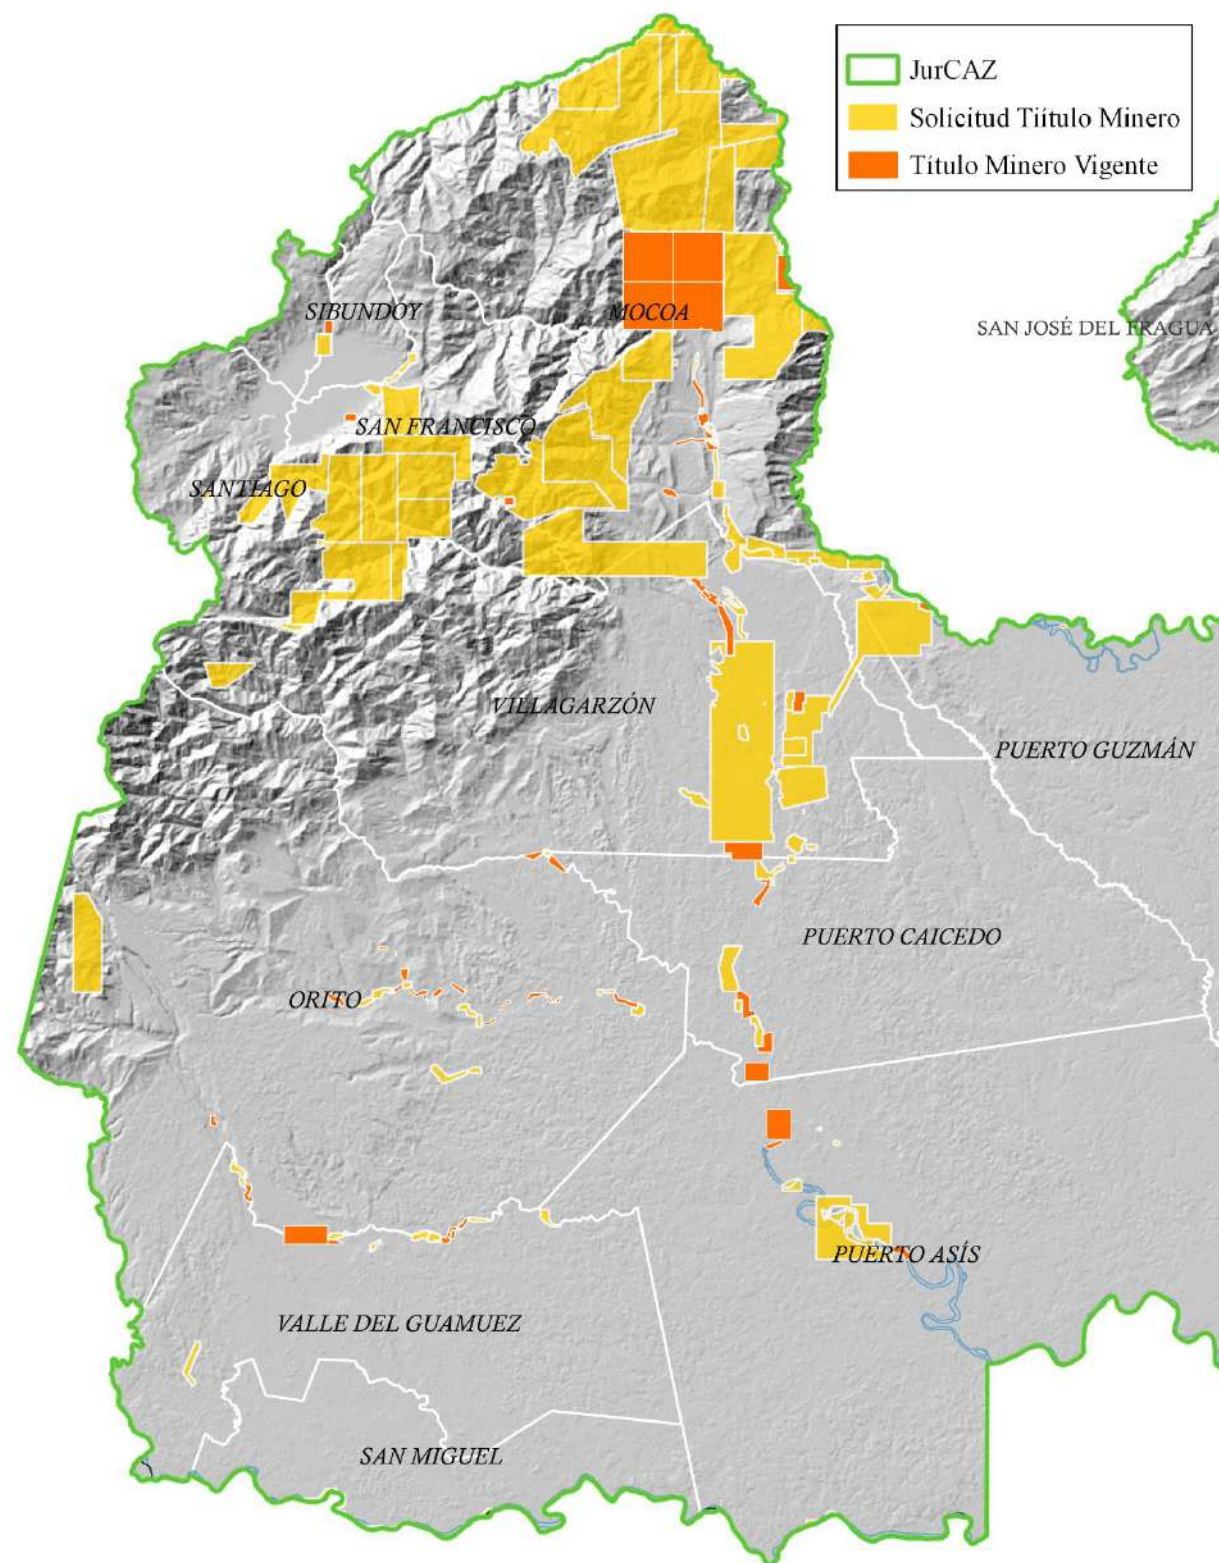 JurCAZ
Solicitud Tiítulo Minero
Título Minero Vigente
SIBUNDOY
MOCOA
SAN JOSÉ DEL FRAGUA
SAN FRANCISCO
SANTIAGO
VILLAGARZÓN
PUERTO GUZMÁN
PUERTO CAICEDO
ORITO
PUERTO ASÍS
VALLE DEL GUAMUEZ
SAN MIGUEL